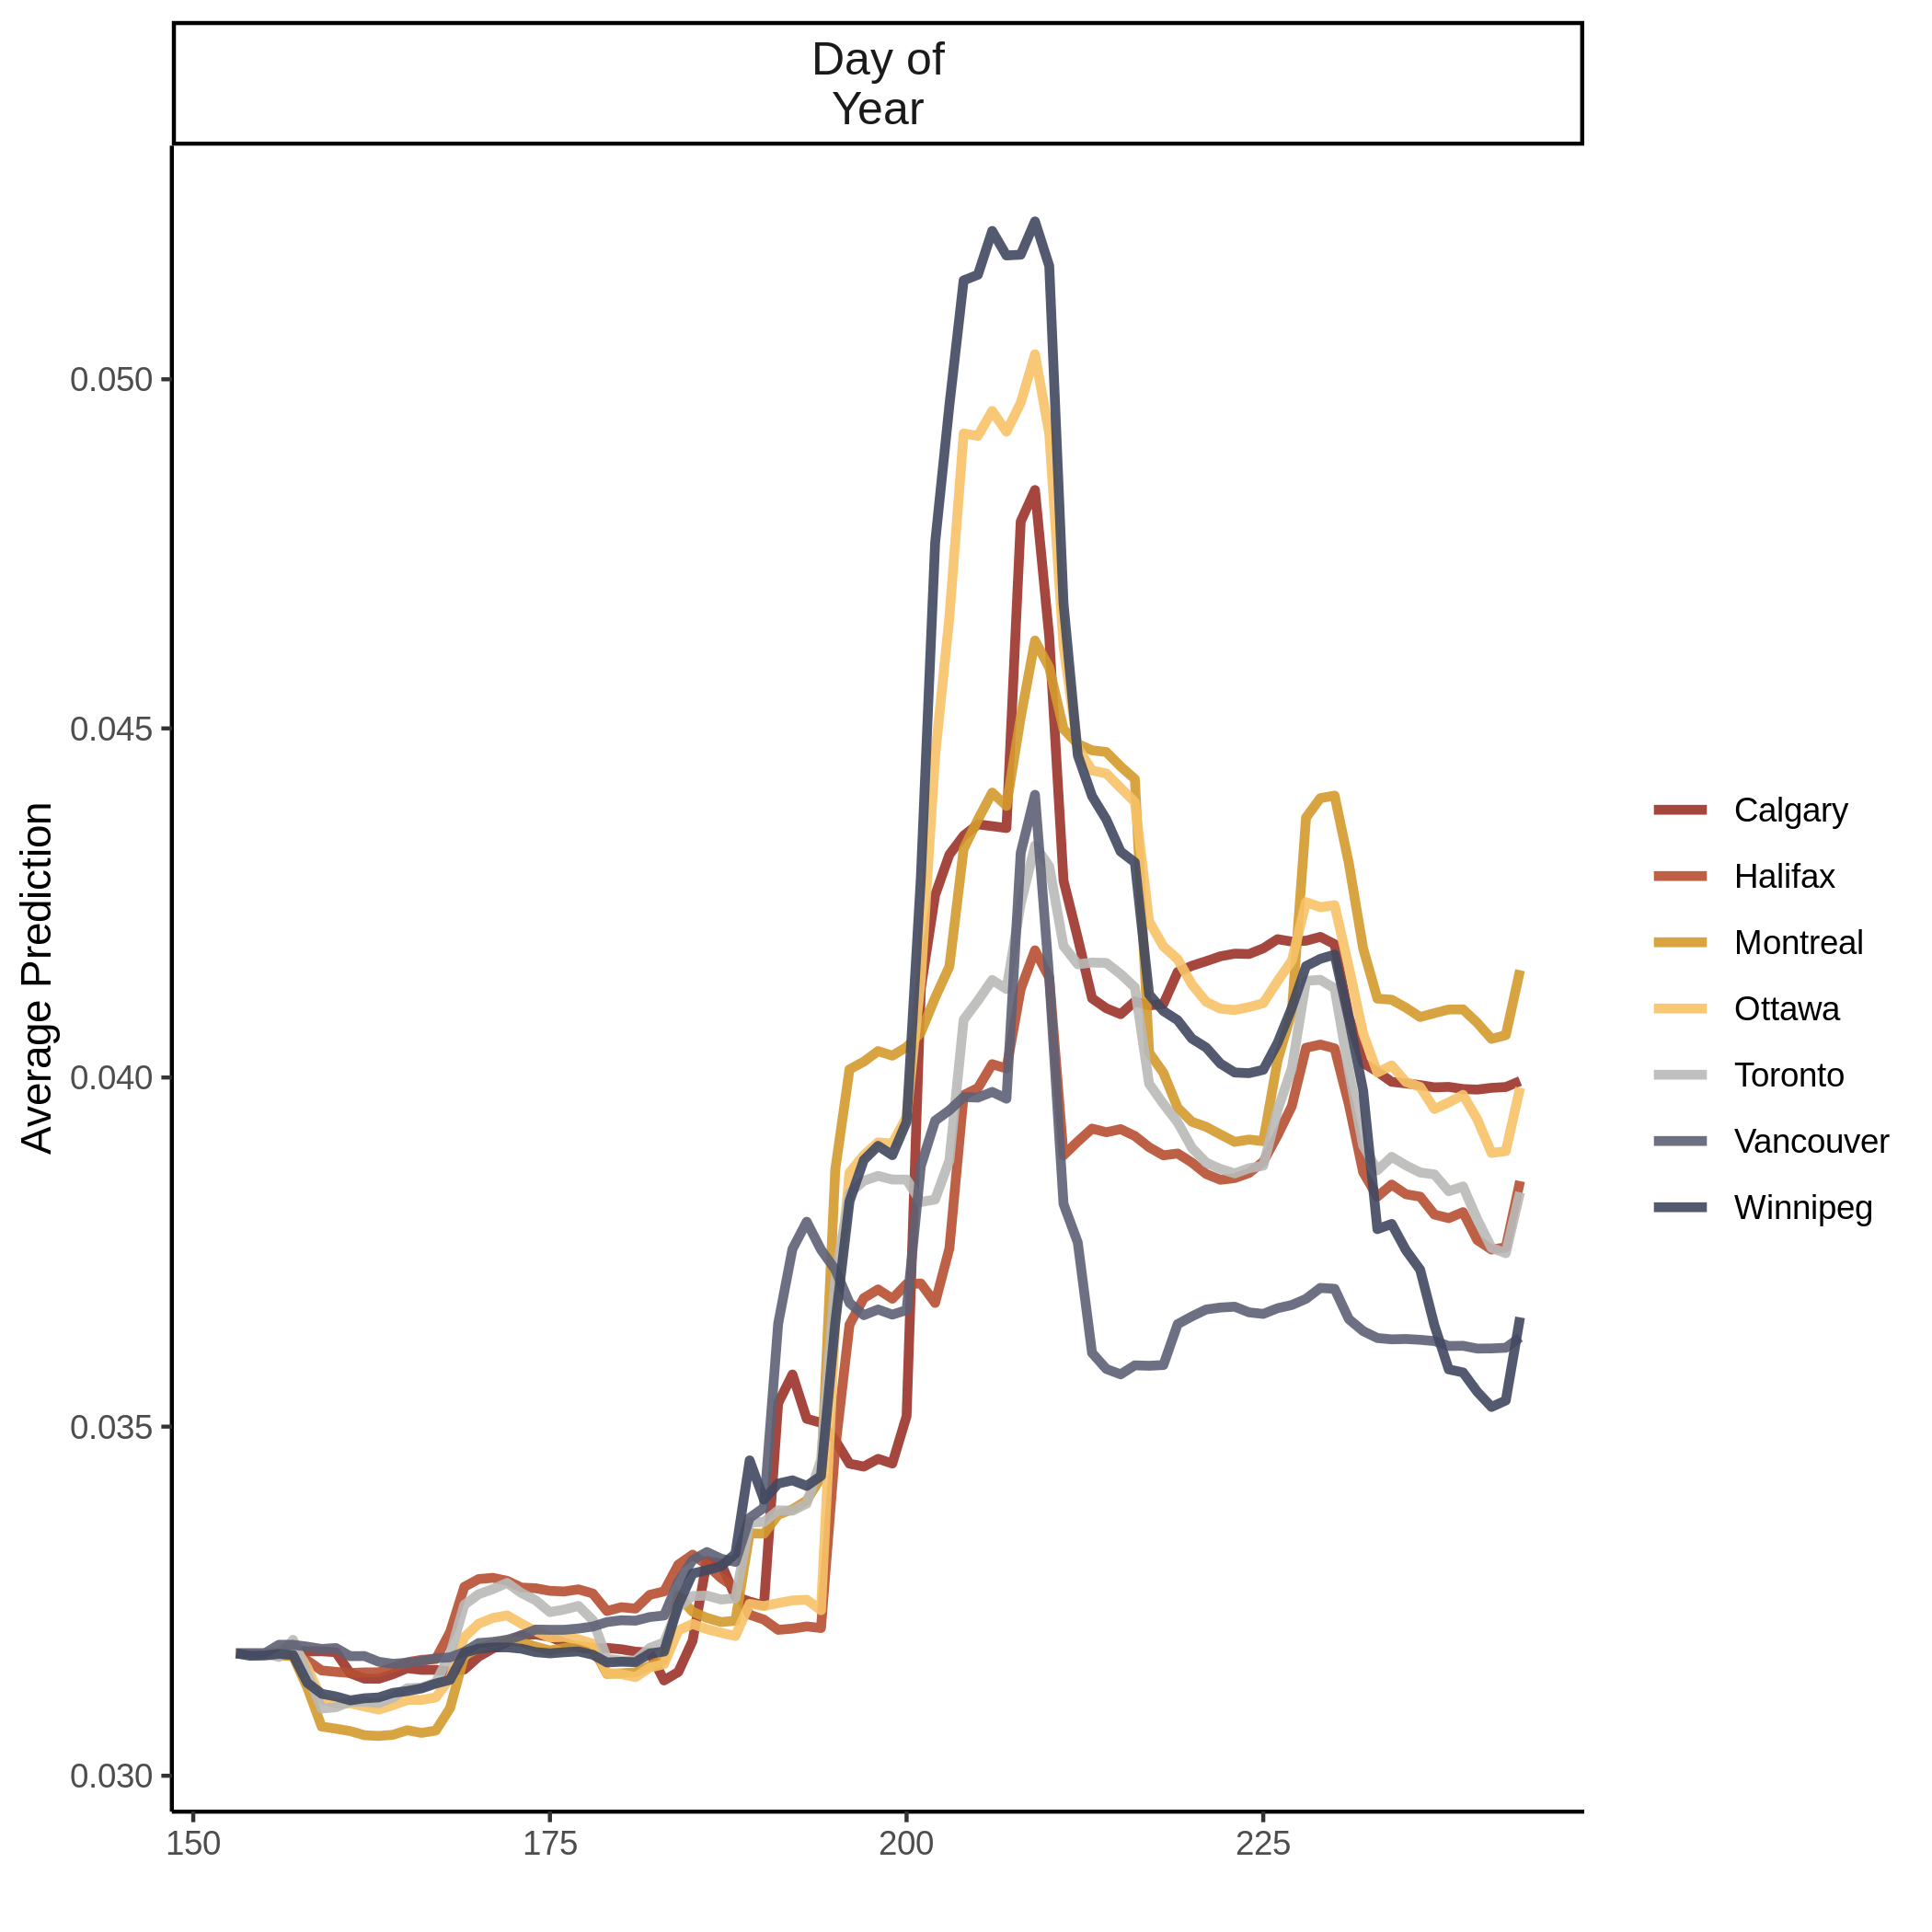 Day of
Year
Average Prediction
0.050
0.045
0.040
0.035
0.030
150
175
200
225
Calgary
Halifax
Montreal
Ottawa
Toronto
Vancouver
Winnipeg